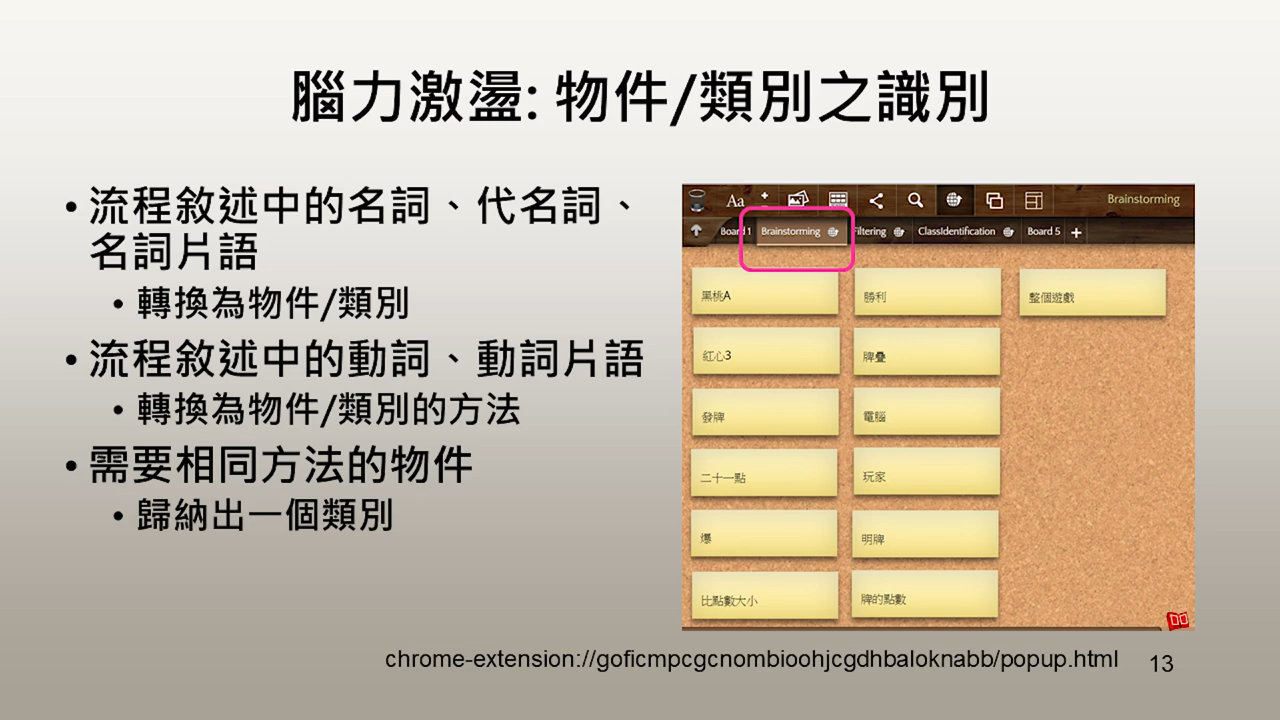 腦力激盪: 物件/類別之識別
• 流程敘述中的名詞、代名詞、
名詞片語
• 轉換為物件/類別
• 流程敘述中的動詞、動詞片語
• 轉換為物件/類別的方法
• 需要相同方法的物件
• 歸納出一個類別
Aa
Brainstorming
Board 1 Brainstorming Filtering ClassIdentification Board 5 +
黑桃A 勝利 整個遊戲
紅心3 牌疊
發牌 電腦
二十一點 玩家
爆 明牌
比點數大小 牌的點數
chrome-extension://goficmpcgcnombioohjcgdhbaloknabb/popup.html
13